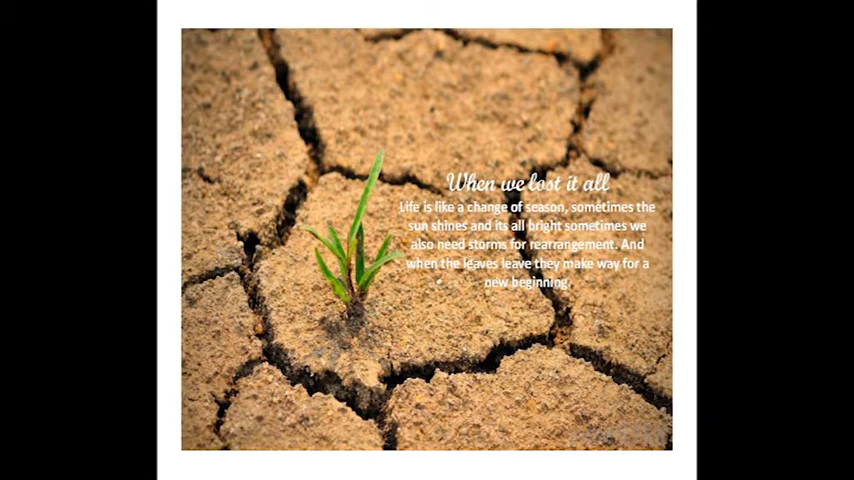 When we lost it all
Life is like a change of season, sometimes the
sun shines and its all bright sometimes we
also need storms for rearrangement. And
when the leaves leave they make way for a
new beginning.